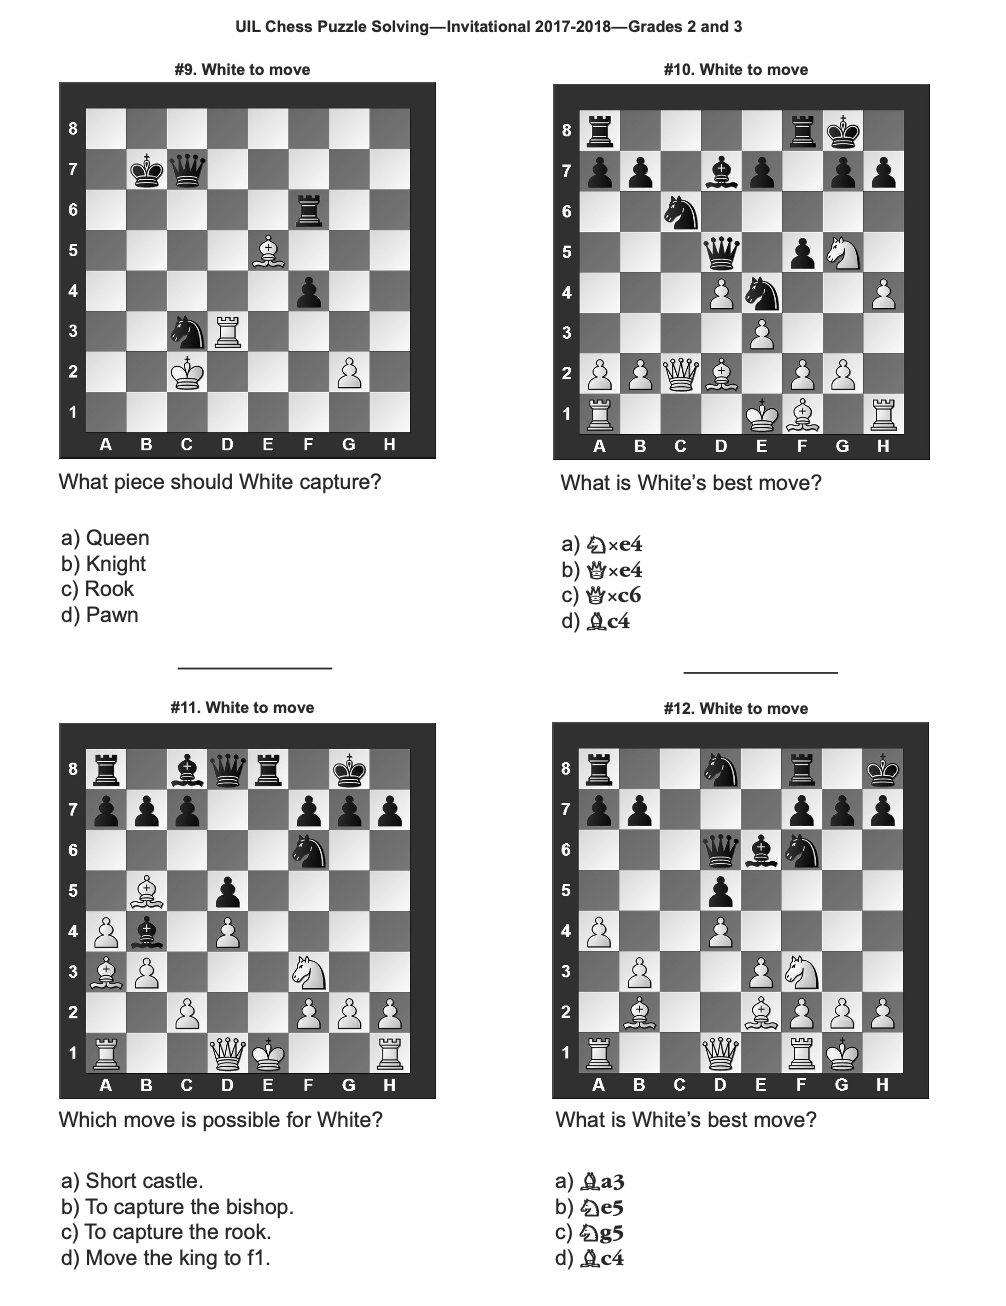 UIL Chess Puzzle Solving—Invitational 2017-2018—Grades 2 and 3
#9. White to move
8
7
6
5
4
3
2
1
A B C D E F G H
What piece should White capture?
a) Queen
b) Knight
c) Rook
d) Pawn
#10. White to move
8
7
6
5
4
3
2
1
A B C D E F G H
What is White's best move?
a) ♘×e4
b) ♕×e4
c) ♕×c6
d) ♗c4
#11. White to move
8
7
6
5
4
3
2
1
A B C D E F G H
Which move is possible for White?
a) Short castle.
b) To capture the bishop.
c) To capture the rook.
d) Move the king to f1.
#12. White to move
8
7
6
5
4
3
2
1
A B C D E F G H
What is White's best move?
a) ♗a3
b) ♘e5
c) ♘g5
d) ♗c4